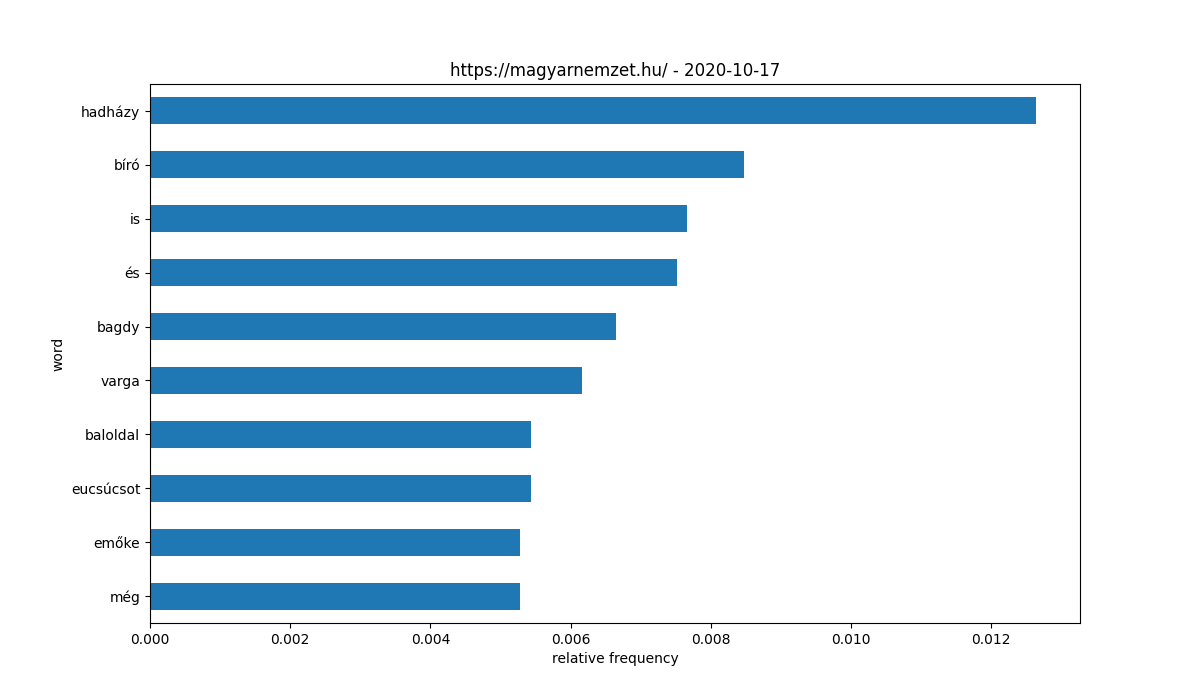 https://magyarnemzet.hu/ - 2020-10-17
hadházy
bíró
is
és
bagdy
varga
baloldal
eucsúcsot
emőke
még
word
0.000 0.002 0.004 0.006 0.008 0.010 0.012
relative frequency